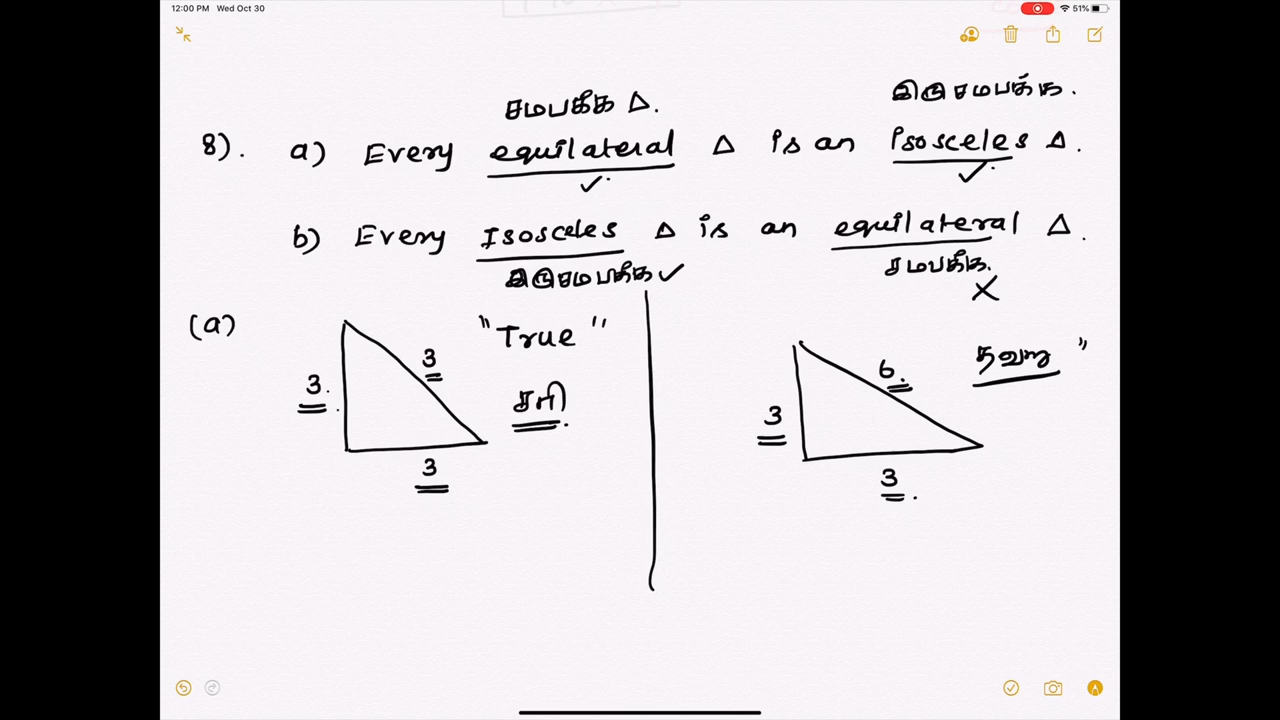 12:00 PM Wed Oct 30
51%
சமபக்க Δ. இருசமபக்க.
8). a) Every equilateral Δ is an isosceles Δ.
b) Every Isosceles Δ is an equilateral Δ.
இருசமபக்க ✓ சமபக்க.
(a) "True" X
3. 3 6. தவறு"
சரி 3
3 3